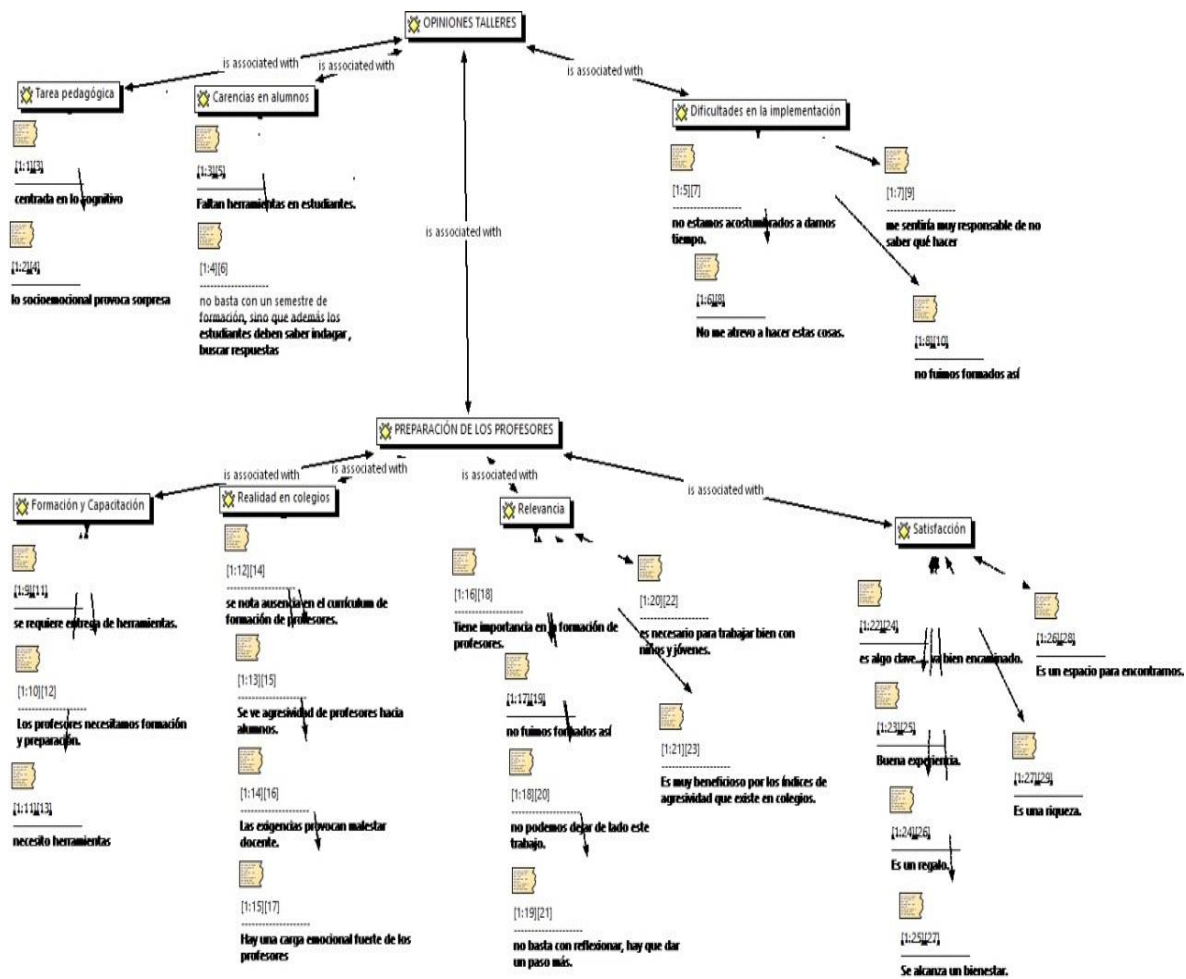 OPINIONES TALLERES
is associated with
is associated with
is associated with
Tarea pedagógica
Carencias en alumnos
Dificultades en la implementación
[1:1][3]
centrada en lo cognitivo
[1:2][4]
lo socioemocional provoca sorpresa
[1:3][5]
Faltan herramientas en estudiantes.
[1:4][6]
no basta con un semestre de
formación, sino que además los
estudiantes deben saber indagar ,
buscar respuestas
[1:5][7]
no estamos acostumbrados a darnos
tiempo.
[1:6][8]
No me atrevo a hacer estas cosas.
[1:7][9]
me sentiría muy responsable de no
saber qué hacer
[1:8][10]
no fuimos formados así
is associated with
PREPARACIÓN DE LOS PROFESORES
is associated with
is associated with
is associated with
is associated with
Formación y Capacitación
Realidad en colegios
Relevancia
Satisfacción
[1:9][11]
se requiere entrega de herramientas.
[1:10][12]
Los profesores necesitamos formación
y preparación.
[1:11][13]
necesito herramientas
[1:12][14]
se nota ausencia en el currículum de
formación de profesores.
[1:13][15]
Se ve agresividad de profesores hacia
alumnos.
[1:14][16]
Las exigencias provocan malestar
docente.
[1:15][17]
Hay una carga emocional fuerte de los
profesores
[1:16][18]
Tiene importancia en la formación de
profesores.
[1:17][19]
no fuimos formados así
[1:18][20]
no podemos dejar de lado este
trabajo.
[1:19][21]
no basta con reflexionar, hay que dar
un paso más.
[1:20][22]
es necesario para trabajar bien con
niños y jóvenes.
[1:21][23]
Es muy beneficioso por los índices de
agresividad que existe en colegios.
[1:22][24]
es algo clave... va bien encaminado.
[1:23][25]
Buena experiencia.
[1:24][26]
Es un regalo.
[1:25][27]
Se alcanza un bienestar.
[1:26][28]
Es un espacio para encontrarnos.
[1:27][29]
Es una riqueza.